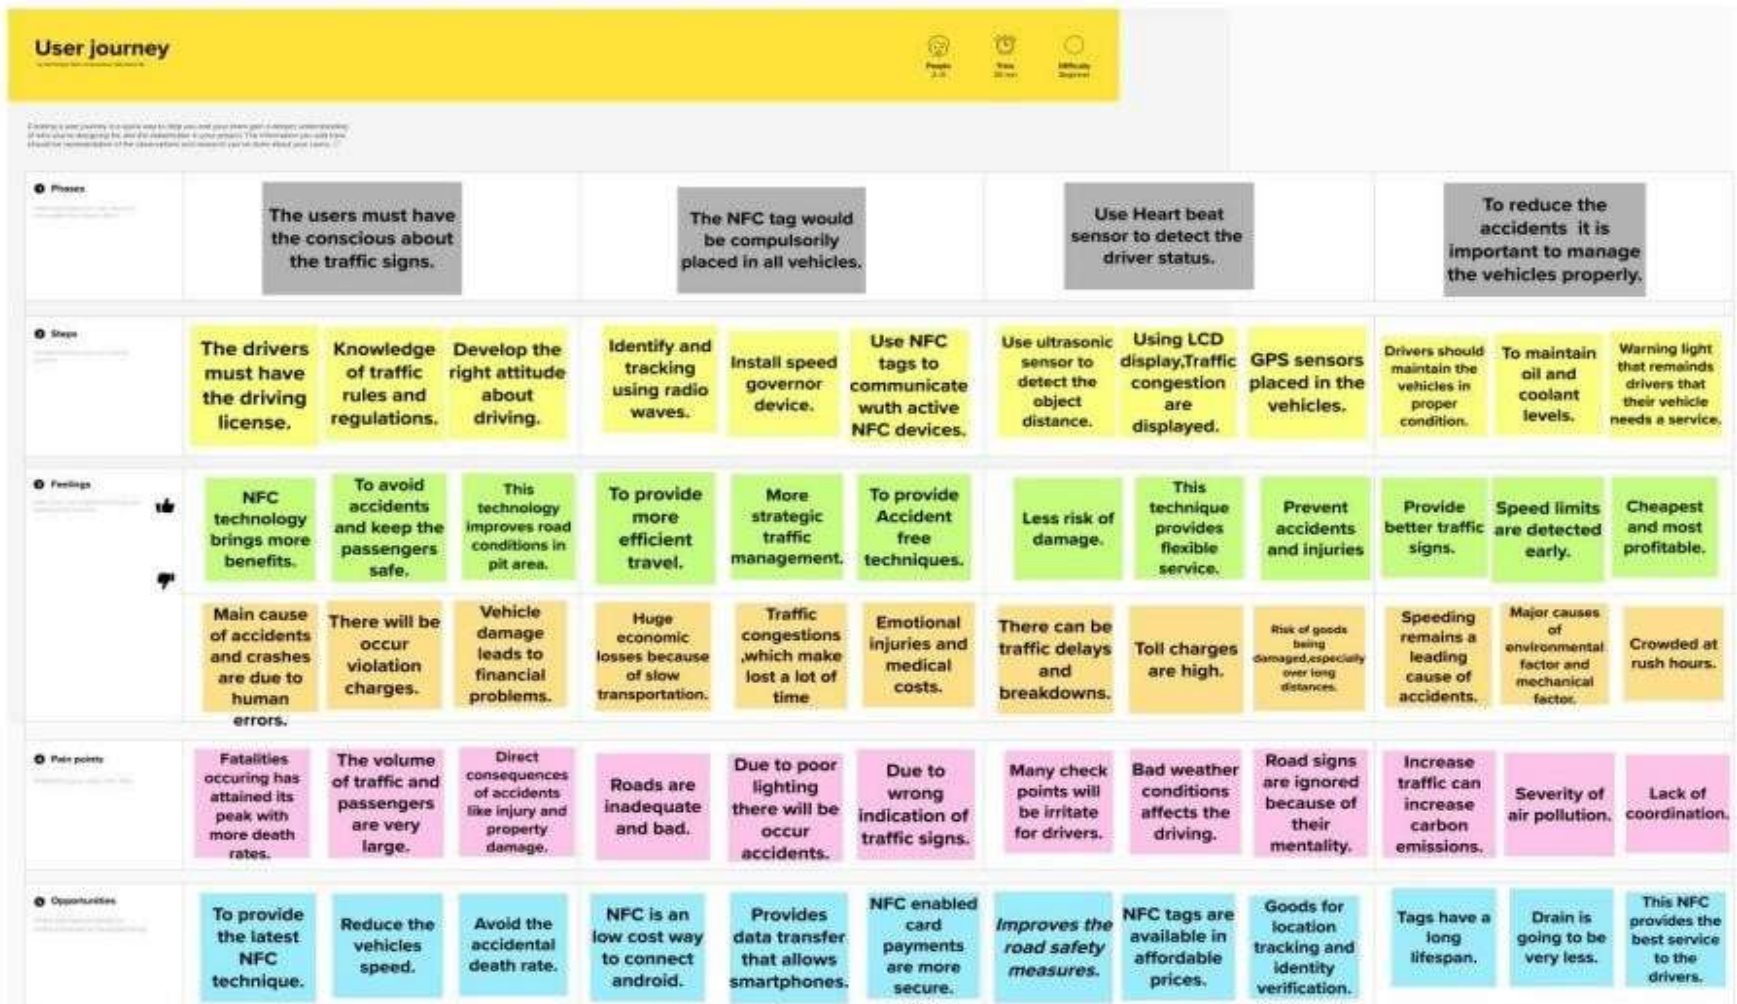 User journey
People
Time
Difficulty
Beginner
Phases
The users must have
the conscious about
the traffic signs.
The NFC tag would
be compulsorily
placed in all vehicles.
Use Heart beat
sensor to detect the
driver status.
To reduce the
accidents it is
important to manage
the vehicles properly.
Steps
The drivers
must have
the driving
license.
Knowledge
of traffic
rules and
regulations.
Develop the
right attitude
about
driving.
Identify and
tracking
using radio
waves.
Install speed
governor
device.
Use NFC
tags to
communicate
wuth active
NFC devices.
Use ultrasonic
sensor to
detect the
object
distance.
Using LCD
display,Traffic
congestion
are
displayed.
GPS sensors
placed in the
vehicles.
Drivers should
maintain the
vehicles in
proper
condition.
To maintain
oil and
coolant
levels.
Warning light
that remainds
drivers that
their vehicle
needs a service.
Feelings
NFC
technology
brings more
benefits.
To avoid
accidents
and keep the
passengers
safe.
This
technology
improves road
conditions in
pit area.
To provide
more
efficient
travel.
More
strategic
traffic
management.
To provide
Accident
free
techniques.
Less risk of
damage.
This
technique
provides
flexible
service.
Prevent
accidents
and injuries
Provide
better traffic
signs.
Speed limits
are detected
early.
Cheapest
and most
profitable.
Main cause
of accidents
and crashes
are due to
human
errors.
There will be
occur
violation
charges.
Vehicle
damage
leads to
financial
problems.
Huge
economic
losses because
of slow
transportation.
Traffic
congestions
,which make
lost a lot of
time
Emotional
injuries and
medical
costs.
There can be
traffic delays
and
breakdowns.
Toll charges
are high.
Risk of goods
being
damaged,especially
over long
distances.
Speeding
remains a
leading
cause of
accidents.
Major causes
of
environmental
factor and
mechanical
factor.
Crowded at
rush hours.
Pain points
Fatalities
occuring has
attained its
peak with
more death
rates.
The volume
of traffic and
passengers
are very
large.
Direct
consequences
of accidents
like injury and
property
damage.
Roads are
inadequate
and bad.
Due to poor
lighting
there will be
occur
accidents.
Due to
wrong
indication of
traffic signs.
Many check
points will
be irritate
for drivers.
Bad weather
conditions
affects the
driving.
Road signs
are ignored
because of
their
mentality.
Increase
traffic can
increase
carbon
emissions.
Severity of
air pollution.
Lack of
coordination.
Opportunities
To provide
the latest
NFC
technique.
Reduce the
vehicles
speed.
Avoid the
accidental
death rate.
NFC is an
low cost way
to connect
android.
Provides
data transfer
that allows
smartphones.
NFC enabled
card
payments
are more
secure.
Improves the
road safety
measures.
NFC tags are
available in
affordable
prices.
Goods for
location
tracking and
identity
verification.
Tags have a
long
lifespan.
Drain is
going to be
very less.
This NFC
provides the
best service
to the
drivers.